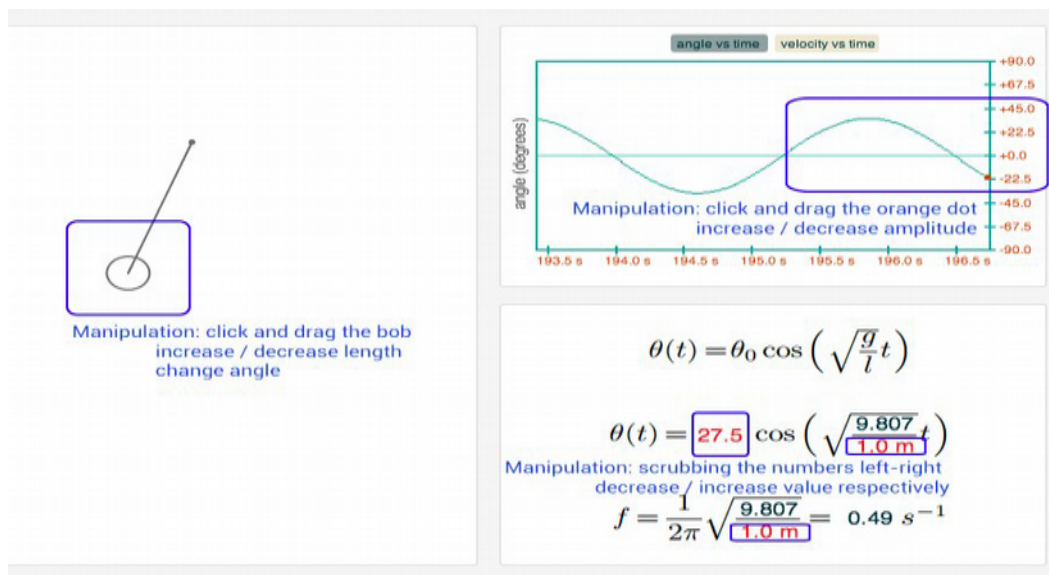 Manipulation: click and drag the bob
increase / decrease length
change angle
angle vs time velocity vs time
angle (degrees)
+90.0
+67.5
+45.0
+22.5
+0.0
-22.5
-45.0
-67.5
-90.0
Manipulation: click and drag the orange dot
increase / decrease amplitude
193.5 s 194.0 s 194.5 s 195.0 s 195.5 s 196.0 s 196.5 s
θ(t) = θ₀ cos ( √(g/l) t )
θ(t) = 27.5 cos ( √(9.807/1.0 m) t )
Manipulation: scrubbing the numbers left-right
decrease / increase value respectively
f = 1/2π √(9.807/1.0 m) = 0.49 s⁻¹